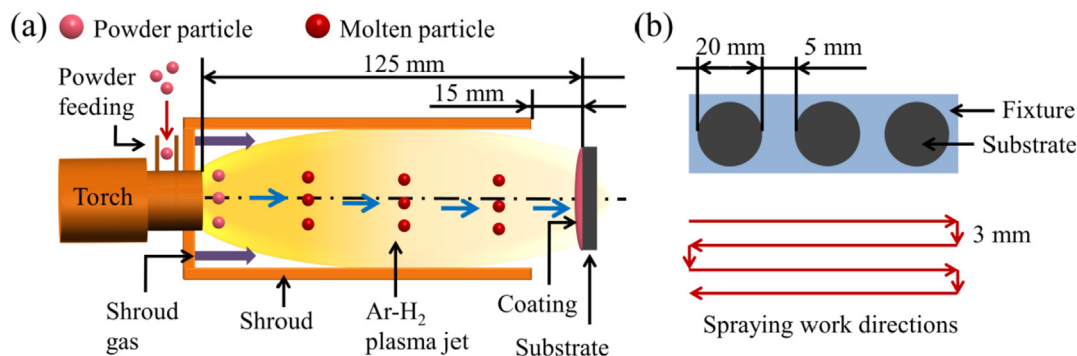 (a)
Powder particle
Molten particle
Powder
feeding
125 mm
15 mm
Torch
Shroud
gas
Shroud
Ar-H₂
plasma jet
Coating
Substrate
(b)
20 mm
5 mm
Fixture
Substrate
3 mm
Spraying work directions